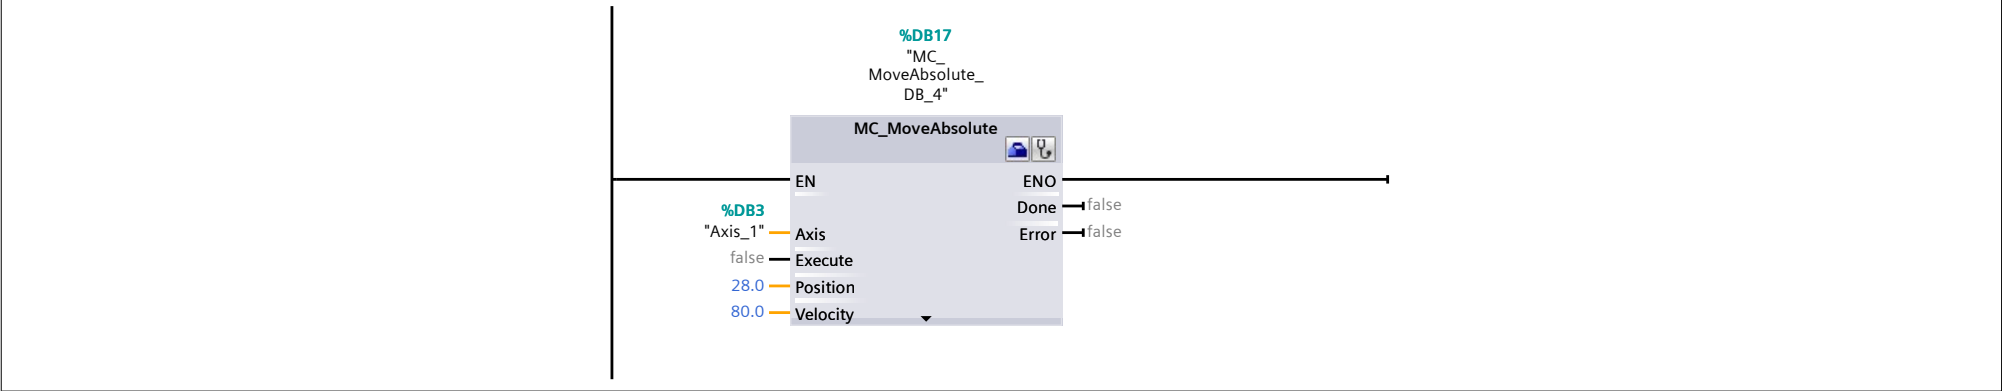 %DB17
"MC_
MoveAbsolute_
DB_4"
MC_MoveAbsolute
EN
ENO
%DB3
Done
false
"Axis_1"
Axis
Error
false
false
Execute
28.0
Position
80.0
Velocity